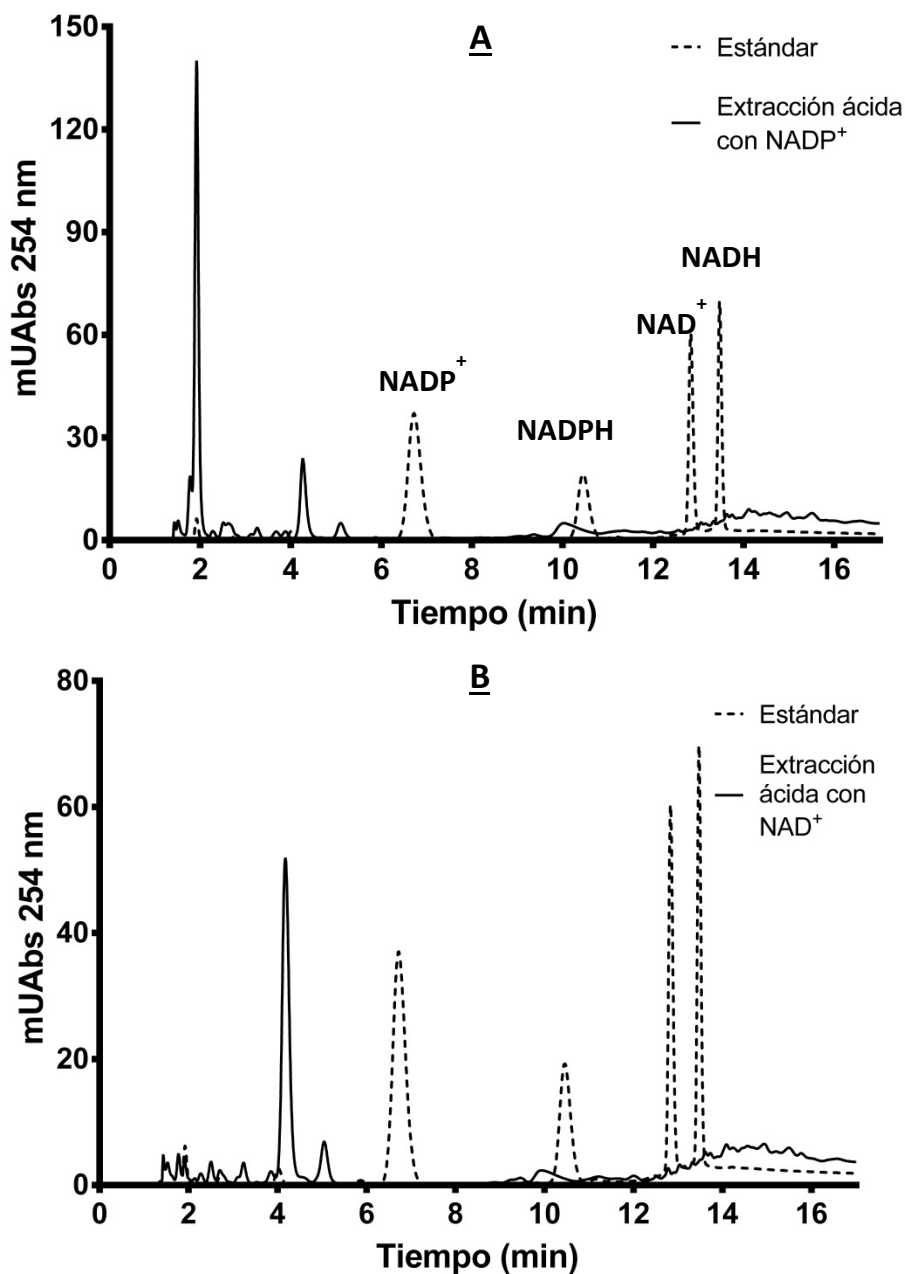 A
Estándar
Extracción ácida
con NADP⁺
150
120
90
60
30
0
mUAbs 254 nm
NADP⁺
NADPH
NAD⁺
NADH
0 2 4 6 8 10 12 14 16
Tiempo (min)
B
Estándar
Extracción
ácida con
NAD⁺
80
60
40
20
0
mUAbs 254 nm
0 2 4 6 8 10 12 14 16
Tiempo (min)